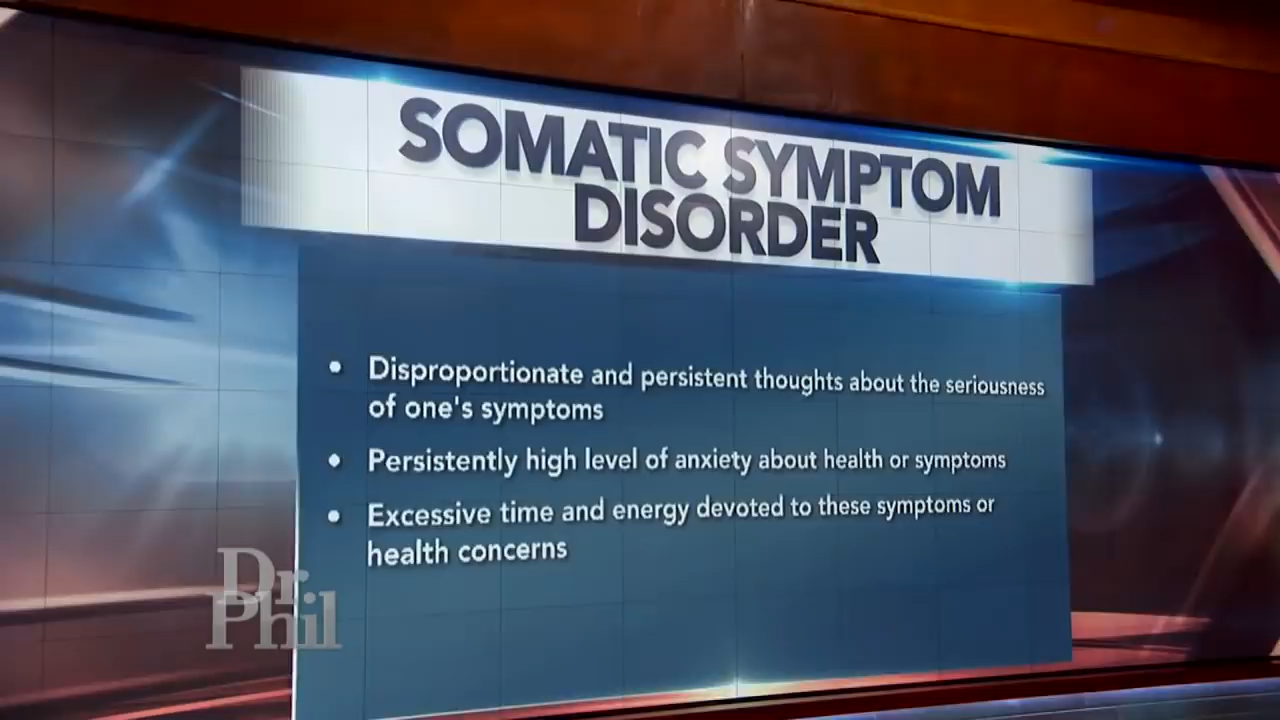 SOMATIC SYMPTOM
DISORDER
• Disproportionate and persistent thoughts about the seriousness
of one's symptoms
• Persistently high level of anxiety about health or symptoms
• Excessive time and energy devoted to these symptoms or
health concerns
Dr.
Phil